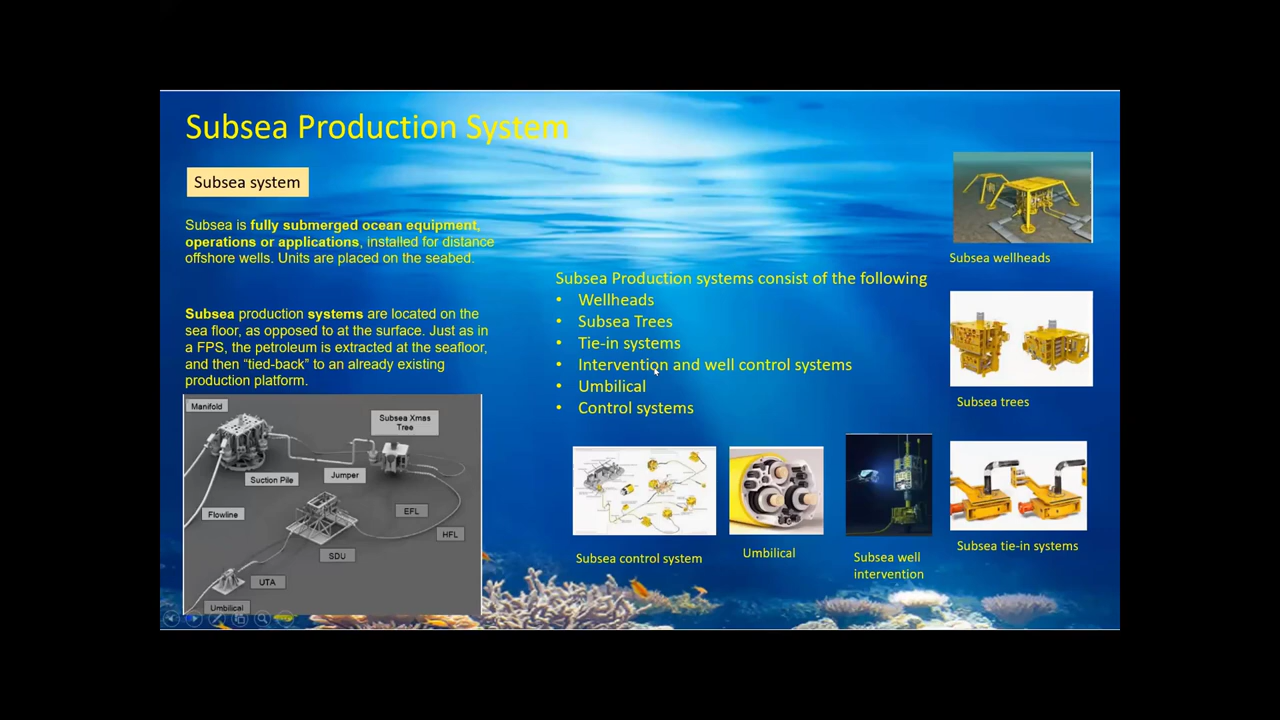 Subsea Production System
Subsea system
Subsea is fully submerged ocean equipment,
operations or applications, installed for distance
offshore wells. Units are placed on the seabed.
Subsea production systems are located on the
sea floor, as opposed to at the surface. Just as in
a FPS, the petroleum is extracted at the seafloor,
and then “tied-back” to an already existing
production platform.
Manifold
Subsea Xmas
Tree
Suction Pile
Jumper
Flowline
EFL
HFL
SDU
UTA
Umbilical
Subsea Production systems consist of the following
• Wellheads
• Subsea Trees
• Tie-in systems
• Intervention and well control systems
• Umbilical
• Control systems
Subsea control system
Umbilical
Subsea well
intervention
Subsea wellheads
Subsea trees
Subsea tie-in systems